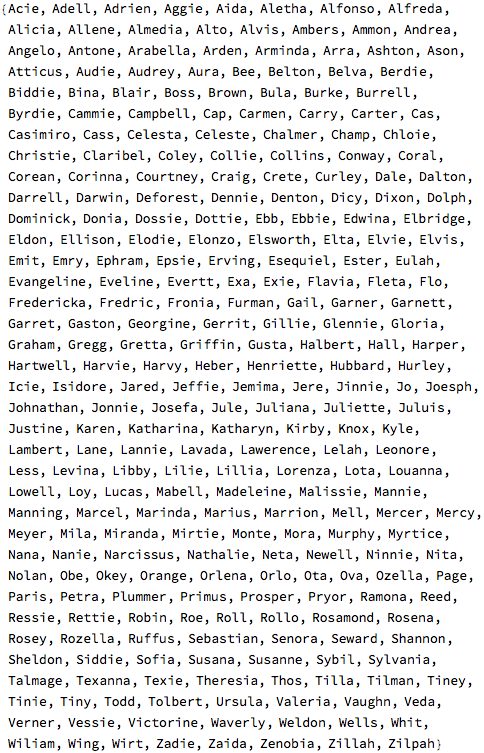 {Acie, Adell, Adrien, Aggie, Aida, Aletha, Alfonso, Alfreda,
Alicia, Allene, Almedia, Alto, Alvis, Ambers, Ammon, Andrea,
Angelo, Antone, Arabella, Arden, Arminda, Arra, Ashton, Ason,
Atticus, Audie, Audrey, Aura, Bee, Belton, Belva, Berdie,
Biddie, Bina, Blair, Boss, Brown, Bula, Burke, Burrell,
Byrdie, Cammie, Campbell, Cap, Carmen, Carry, Carter, Cas,
Casimiro, Cass, Celesta, Celeste, Chalmer, Champ, Chloie,
Christie, Claribel, Coley, Collie, Collins, Conway, Coral,
Corean, Corinna, Courtney, Craig, Crete, Curley, Dale, Dalton,
Darrell, Darwin, Deforest, Dennie, Denton, Dicy, Dixon, Dolph,
Dominick, Donia, Dossie, Dottie, Ebb, Ebbie, Edwina, Elbridge,
Eldon, Ellison, Elodie, Elonzo, Elsworth, Elta, Elvie, Elvis,
Emit, Emry, Ephram, Epsie, Erving, Esequiel, Ester, Eulah,
Evangeline, Eveline, Evertt, Exa, Exie, Flavia, Fleta, Flo,
Fredericka, Fredric, Fronia, Furman, Gail, Garner, Garnett,
Garret, Gaston, Georgine, Gerrit, Gillie, Glennie, Gloria,
Graham, Gregg, Gretta, Griffin, Gusta, Halbert, Hall, Harper,
Hartwell, Harvie, Harvy, Heber, Henriette, Hubbard, Hurley,
Icie, Isidore, Jared, Jeffie, Jemima, Jere, Jinnie, Jo, Joesph,
Johnathan, Jonnie, Josefa, Jule, Juliana, Juliette, Juluis,
Justine, Karen, Katharina, Katharyn, Kirby, Knox, Kyle,
Lambert, Lane, Lannie, Lavada, Lawerence, Lelah, Leonore,
Less, Levina, Libby, Lilie, Lillia, Lorenza, Lota, Louanna,
Lowell, Loy, Lucas, Mabell, Madeleine, Malissie, Mannie,
Manning, Marcel, Marinda, Marius, Marrion, Mell, Mercer, Mercy,
Meyer, Mila, Miranda, Mirtie, Monte, Mora, Murphy, Myrtice,
Nana, Nanie, Narcissus, Nathalie, Neta, Newell, Ninnie, Nita,
Nolan, Obe, Okey, Orange, Orlena, Orlo, Ota, Ova, Ozella, Page,
Paris, Petra, Plummer, Primus, Prosper, Pryor, Ramona, Reed,
Ressie, Rettie, Robin, Roe, Roll, Rollo, Rosamond, Rosena,
Rosey, Rozella, Ruffus, Sebastian, Senora, Seward, Shannon,
Sheldon, Siddie, Sofia, Susana, Susanne, Sybil, Sylvania,
Talmage, Texanna, Texie, Theresia, Thos, Tilla, Tilman, Tiney,
Tinie, Tiny, Todd, Tolbert, Ursula, Valeria, Vaughn, Veda,
Verner, Vessie, Victorine, Waverly, Weldon, Wells, Whit,
Wiliam, Wing, Wirt, Zadie, Zaida, Zenobia, Zillah, Zilpah}